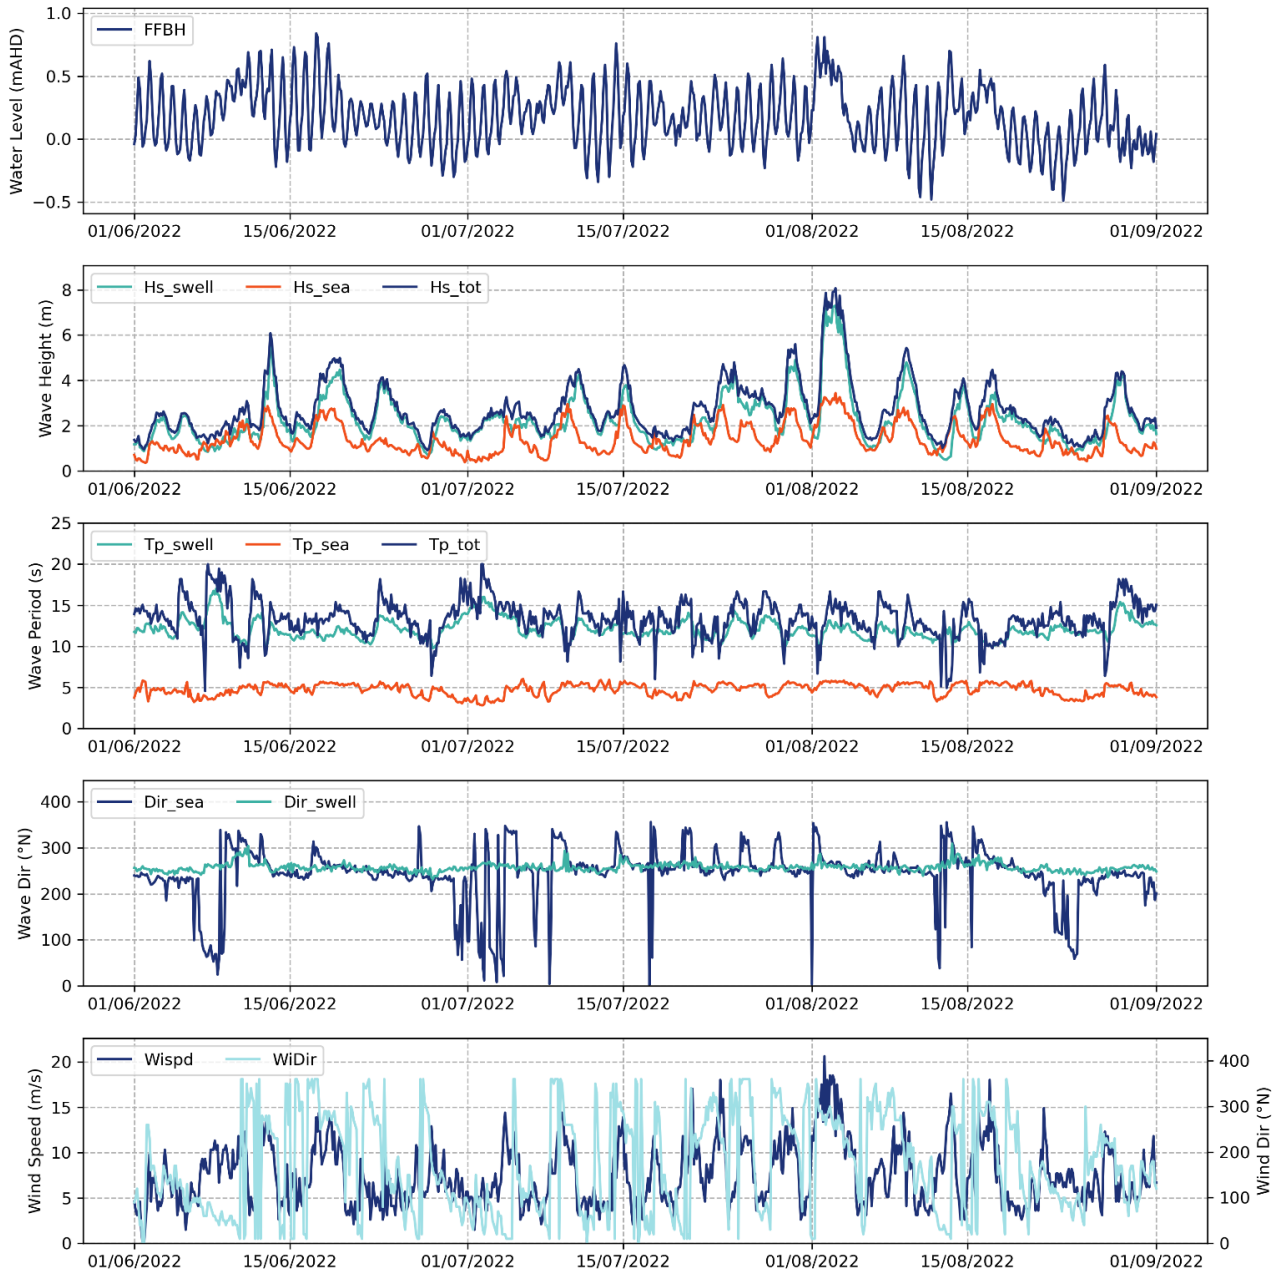 FFBH
Water Level (mAHD)
1.0
0.5
0.0
−0.5
01/06/2022 15/06/2022 01/07/2022 15/07/2022 01/08/2022 15/08/2022 01/09/2022
Hs_swell Hs_sea Hs_tot
Wave Height (m)
8
6
4
2
0
01/06/2022 15/06/2022 01/07/2022 15/07/2022 01/08/2022 15/08/2022 01/09/2022
Tp_swell Tp_sea Tp_tot
Wave Period (s)
25
20
15
10
5
0
01/06/2022 15/06/2022 01/07/2022 15/07/2022 01/08/2022 15/08/2022 01/09/2022
Dir_sea Dir_swell
Wave Dir (°N)
400
300
200
100
0
01/06/2022 15/06/2022 01/07/2022 15/07/2022 01/08/2022 15/08/2022 01/09/2022
Wispd WiDir
Wind Speed (m/s)
20
15
10
5
0
400
300
200
100
0
Wind Dir (°N)
01/06/2022 15/06/2022 01/07/2022 15/07/2022 01/08/2022 15/08/2022 01/09/2022